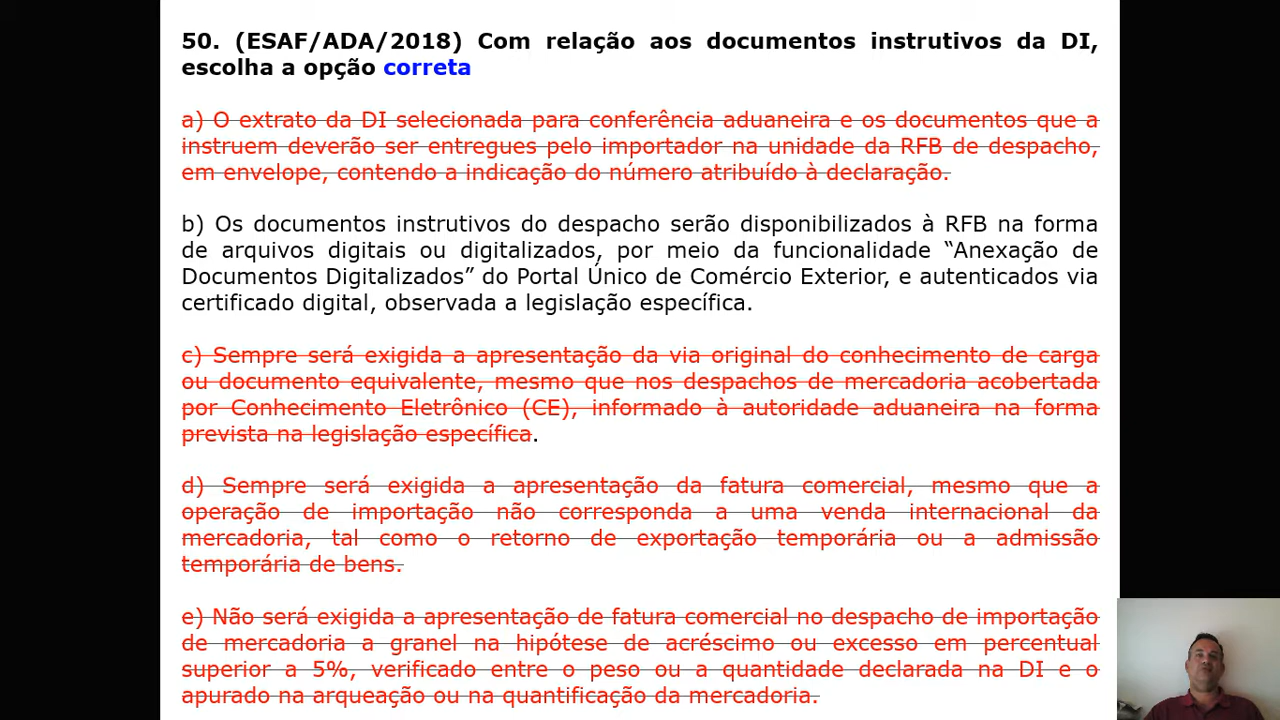 50. (ESAF/ADA/2018) Com relação aos documentos instrutivos da DI,
escolha a opção correta
a) O extrato da DI selecionada para conferência aduaneira e os documentos que a
instruem deverão ser entregues pelo importador na unidade da RFB de despacho,
em envelope, contendo a indicação do número atribuído à declaração.
b) Os documentos instrutivos do despacho serão disponibilizados à RFB na forma
de arquivos digitais ou digitalizados, por meio da funcionalidade “Anexação de
Documentos Digitalizados” do Portal Único de Comércio Exterior, e autenticados via
certificado digital, observada a legislação específica.
c) Sempre será exigida a apresentação da via original do conhecimento de carga
ou documento equivalente, mesmo que nos despachos de mercadoria acobertada
por Conhecimento Eletrônico (CE), informado à autoridade aduaneira na forma
prevista na legislação específica.
d) Sempre será exigida a apresentação da fatura comercial, mesmo que a
operação de importação não corresponda a uma venda internacional da
mercadoria, tal como o retorno de exportação temporária ou a admissão
temporária de bens.
e) Não será exigida a apresentação de fatura comercial no despacho de importação
de mercadoria a granel na hipótese de acréscimo ou excesso em percentual
superior a 5%, verificado entre o peso ou a quantidade declarada na DI e o
apurado na arqueação ou na quantificação da mercadoria.